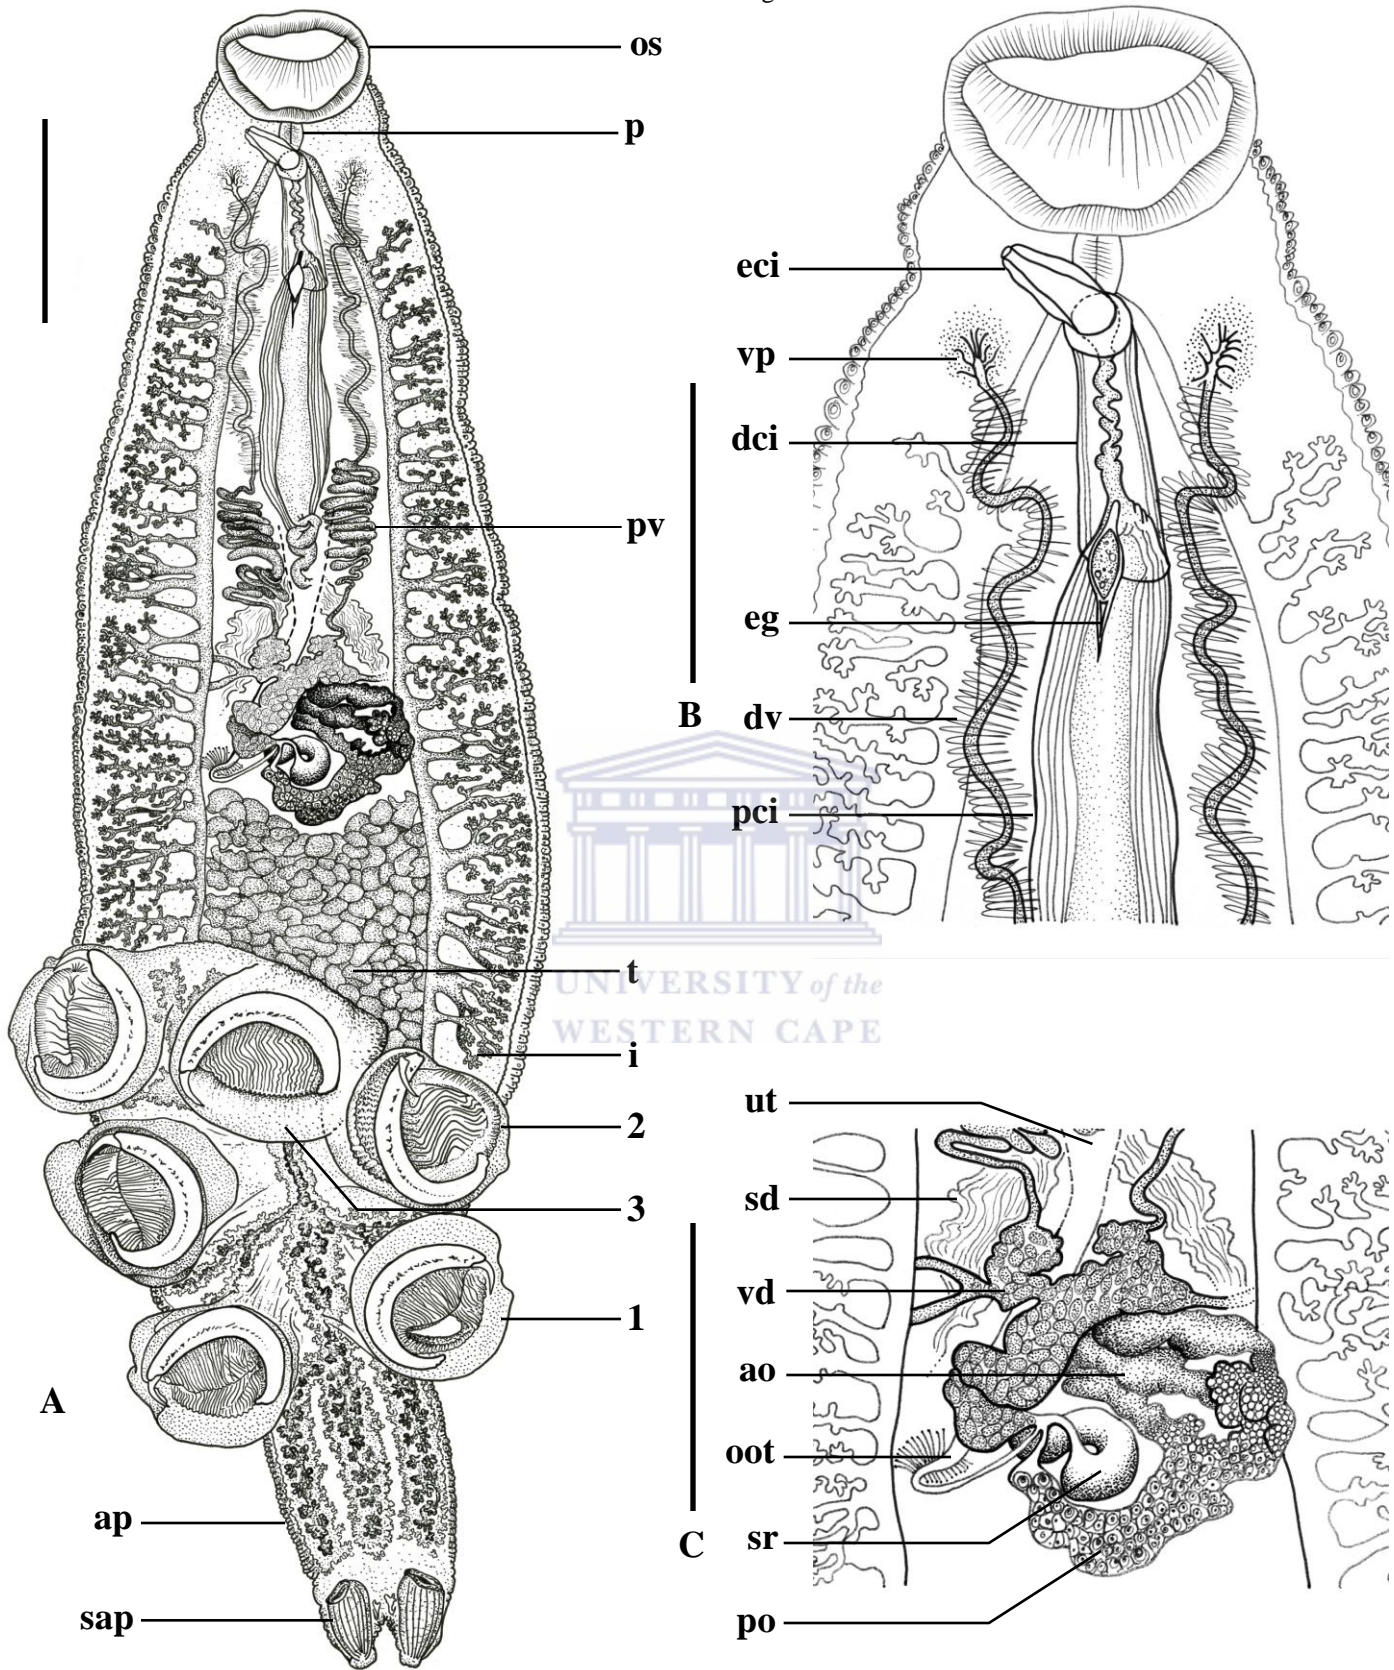 os
p
pv
t
i
2
3
1
A
ap
sap
eci
vp
dci
eg
B
dv
pci
UNIVERSITY of the
WESTERN CAPE
ut
sd
vd
ao
oot
C
sr
po